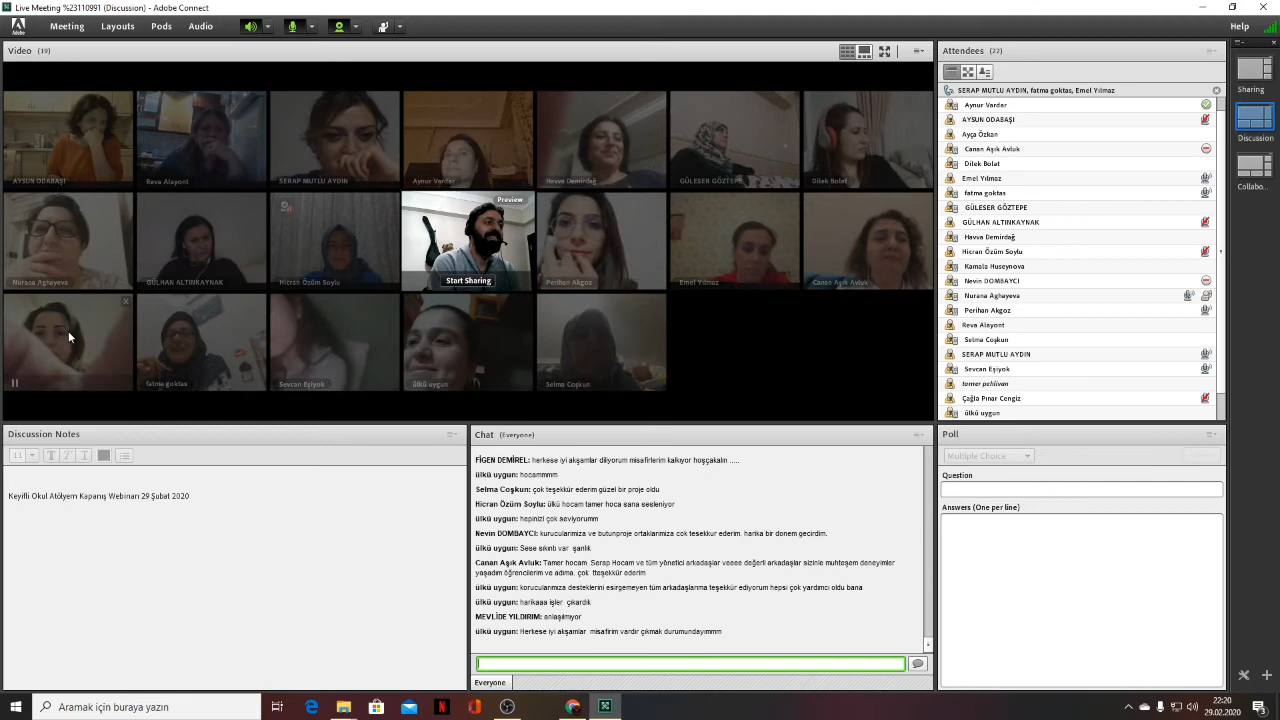 Live Meeting %23110991 (Discussion) - Adobe Connect
Adobe
Meeting Layouts Pods Audio
Help
Video (19)
AYSUN ODABAŞI
Reva Alayont
SERAP MUTLU AYDIN
Aynur Vardar
Havva Demirdağ
GÜLESER GÖZTEPE
Dilek Bolat
Nurana Aghayeva
GÜLHAN ALTINKAYNAK
Hicran Özüm Soylu
Preview
Start Sharing
Perihan Akgoz
Emel Yılmaz
Canan Aşık Avluk
X
fatma goktas
Sevcan Eşiyok
ülkü uygun
Selma Coşkun
Attendees (22)
SERAP MUTLU AYDIN, fatma goktas, Emel Yılmaz
Aynur Vardar
AYSUN ODABAŞI
Ayça Özkan
Canan Aşık Avluk
Dilek Bolat
Emel Yılmaz
fatma goktas
GÜLESER GÖZTEPE
GÜLHAN ALTINKAYNAK
Havva Demirdağ
Hicran Özüm Soylu
Kamala Huseynova
Nevin DOMBAYCI
Nurana Aghayeva
Perihan Akgoz
Reva Alayont
Selma Coşkun
SERAP MUTLU AYDIN
Sevcan Eşiyok
tamer pehlivan
Çağla Pınar Cengiz
ülkü uygun
Sharing
Discussion
Collabo...
Discussion Notes
11
T T T
Keyifli Okul Atölyem Kapanış Webinarı 29 Şubat 2020
Chat (Everyone)
FİGEN DEMİREL: herkese iyi akşamlar diliyorum misafirlerim kalkıyor hoşçakalın .....
ülkü uygun: hocammmm
Selma Coşkun: çok teşekkür ederim güzel bir proje oldu
Hicran Özüm Soylu: ülkü hocam tamer hoca sana sesleniyor
ülkü uygun: hepinizi çok seviyorumm
Nevin DOMBAYCI: kurucularımıza ve butunproje ortaklarimiza cok tesekkur ederim. harika bir donem gecirdim.
ülkü uygun: Sese sıkıntı var şanlık
Canan Aşık Avluk: Tamer hocam Serap Hocam ve tüm yönetici arkadaşlar veeee değerli arkadaşlar sizinle muhteşem deneyimler
yaşadım öğrencilerim ve adıma. çok tteşekkür ederim
ülkü uygun: korucularımıza desteklerini esirgemeyen tüm arkadaşlarıma teşekkür ediyorum hepsi çok yardımcı oldu bana
ülkü uygun: harikaaa işler çıkardık
MEVLİDE YILDIRIM: anlaşılmıyor
ülkü uygun: Herkese iyi akşamlar misafirim vardır çıkmak durumundayımmm
Everyone
Poll
Multiple Choice
Question
Answers (One per line)
Aramak için buraya yazın
22:20
29.02.2020